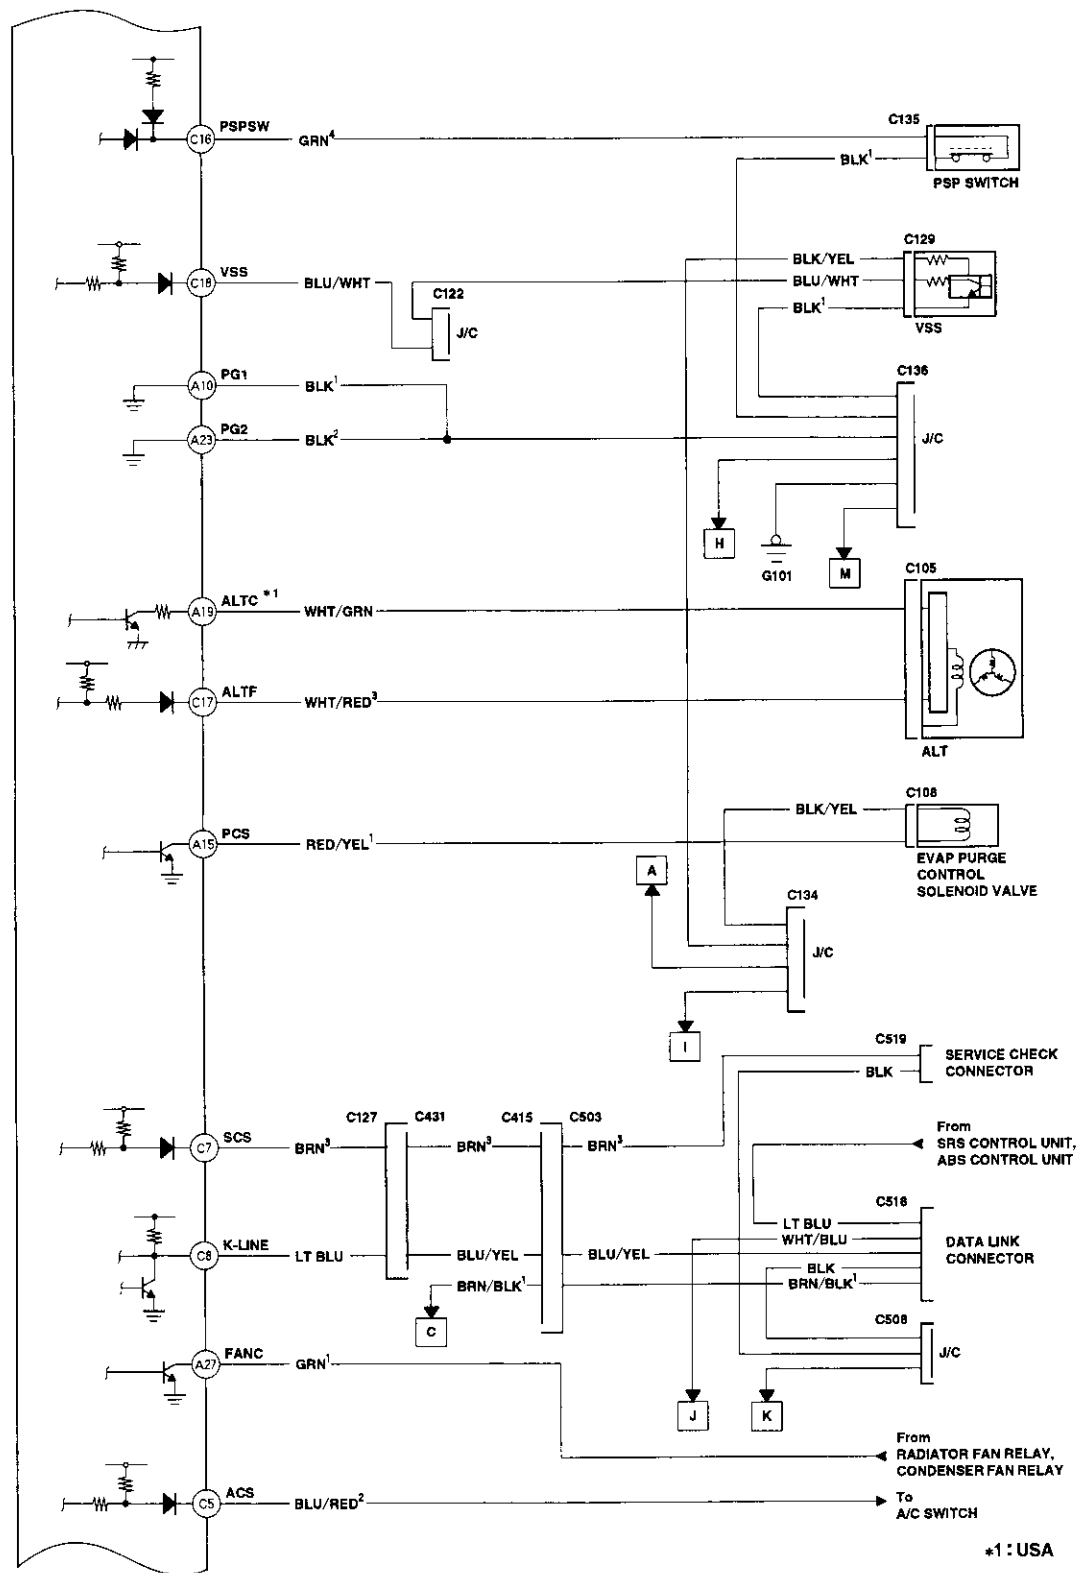 C16
PSPSW
GRN4
C135
BLK1
PSP SWITCH
C18
VSS
BLU/WHT
C122
J/C
C129
BLK/YEL
BLU/WHT
BLK1
VSS
A10
PG1
BLK1
A23
PG2
BLK2
C136
J/C
H
G101
M
A19
ALTC *1
WHT/GRN
C105
C17
ALTF
WHT/RED3
ALT
A15
PCS
RED/YEL1
C108
BLK/YEL
EVAP PURGE
CONTROL
SOLENOID VALVE
A
C134
J/C
I
C519
BLK
SERVICE CHECK
CONNECTOR
C7
SCS
BRN3
C127
C431
BRN3
C415
C503
BRN3
From
SRS CONTROL UNIT,
ABS CONTROL UNIT
C8
K-LINE
LT BLU
BLU/YEL
BLU/YEL
BRN/BLK1
C
C516
LT BLU
WHT/BLU
BLK
BRN/BLK1
DATA LINK
CONNECTOR
C508
J/C
J
K
A27
FANC
GRN1
From
RADIATOR FAN RELAY,
CONDENSER FAN RELAY
C5
ACS
BLU/RED2
To
A/C SWITCH
*1 : USA